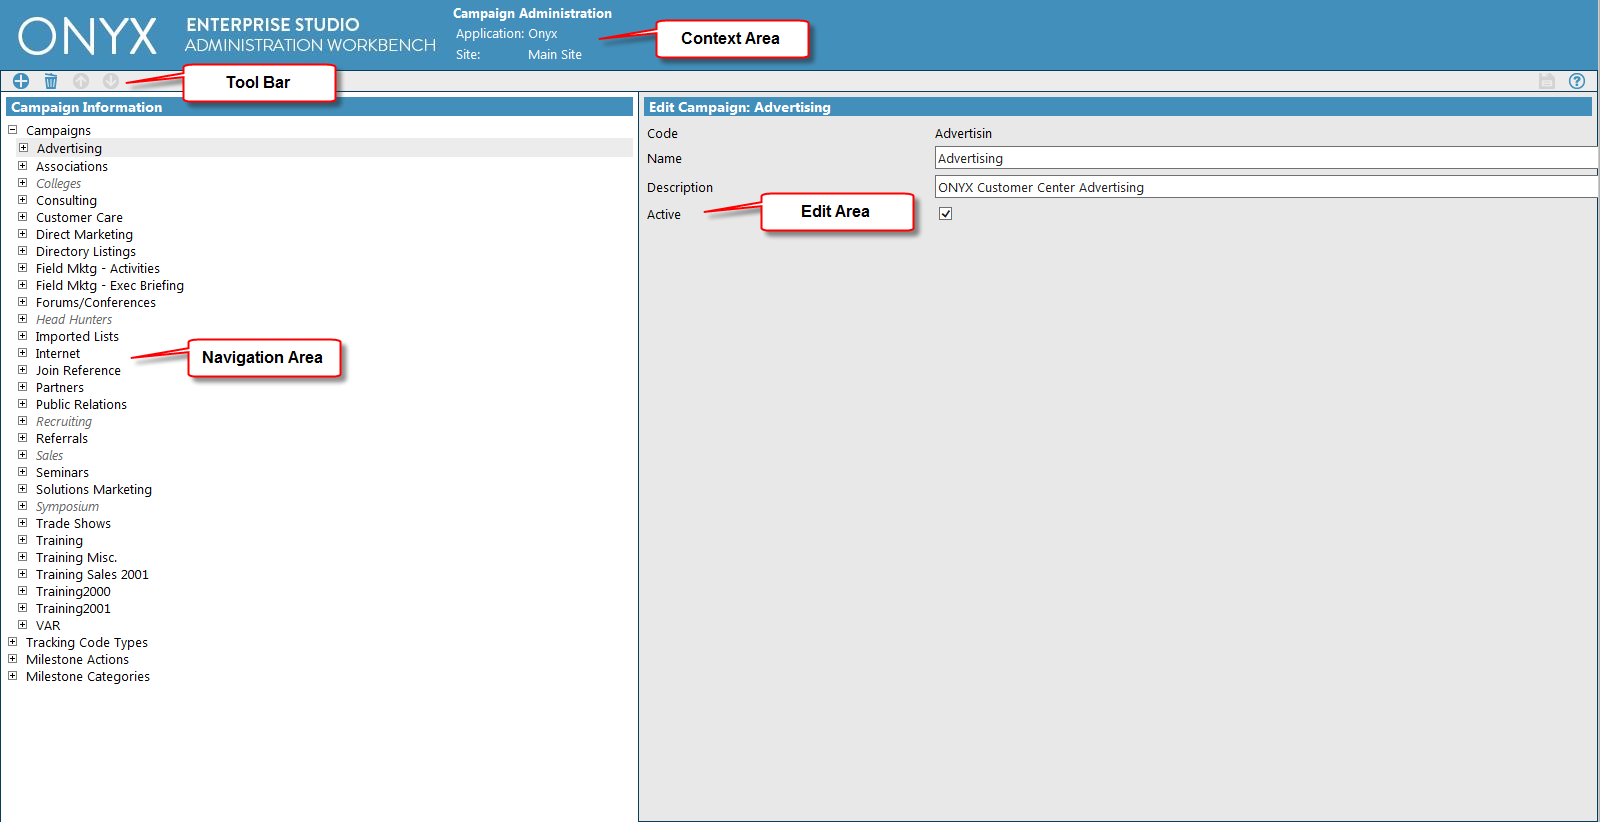 ONYX
ENTERPRISE STUDIO
ADMINISTRATION WORKBENCH
Campaign Administration
Application: Onyx
Site: Main Site
Context Area
Tool Bar
Campaign Information
Campaigns
Advertising
Associations
Colleges
Consulting
Customer Care
Direct Marketing
Directory Listings
Field Mktg - Activities
Field Mktg - Exec Briefing
Forums/Conferences
Head Hunters
Imported Lists
Internet
Join Reference
Partners
Public Relations
Recruiting
Referrals
Sales
Seminars
Solutions Marketing
Symposium
Trade Shows
Training
Training Misc.
Training Sales 2001
Training2000
Training2001
VAR
Tracking Code Types
Milestone Actions
Milestone Categories
Navigation Area
Edit Campaign: Advertising
Code Advertisin
Name Advertising
Description ONYX Customer Center Advertising
Active
Edit Area